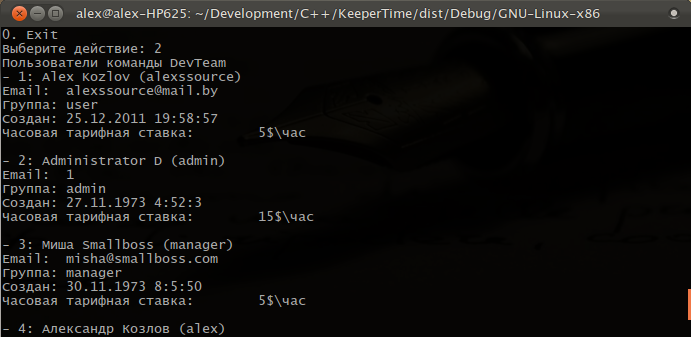 alex@alex-HP625: ~/Development/C++/KeeperTime/dist/Debug/GNU-Linux-x86
0. Exit
Выберите действие: 2
Пользователи команды DevTeam
- 1: Alex Kozlov (alexssource)
Email:  alexssource@mail.by
Группа: user
Создан: 25.12.2011 19:58:57
Часовая тарифная ставка:        5$\час
- 2: Administrator D (admin)
Email:  1
Группа: admin
Создан: 27.11.1973 4:52:3
Часовая тарифная ставка:        15$\час
- 3: Миша Smallboss (manager)
Email:  misha@smallboss.com
Группа: manager
Создан: 30.11.1973 8:5:50
Часовая тарифная ставка:        5$\час
- 4: Александр Козлов (alex)